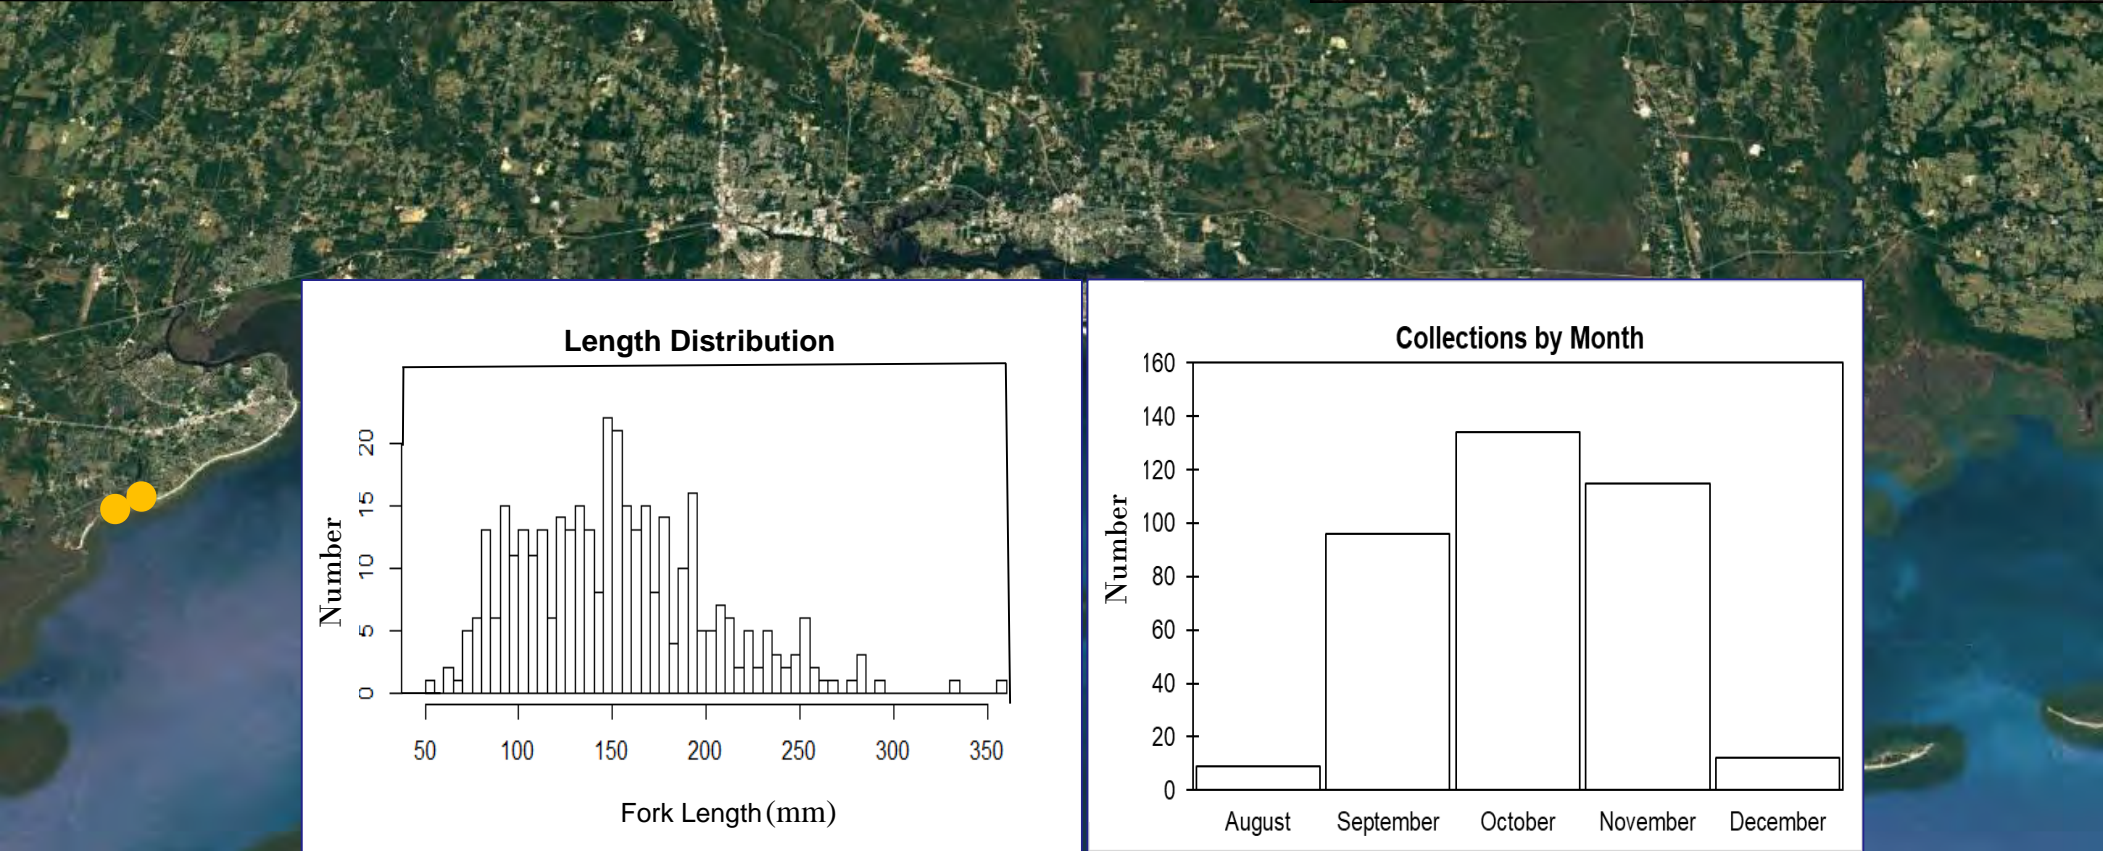 Length Distribution
20
15
10
5
0
Number
50 100 150 200 250 300 350
Fork Length (mm)
Collections by Month
160
140
120
100
80
60
40
20
0
Number
August September October November December